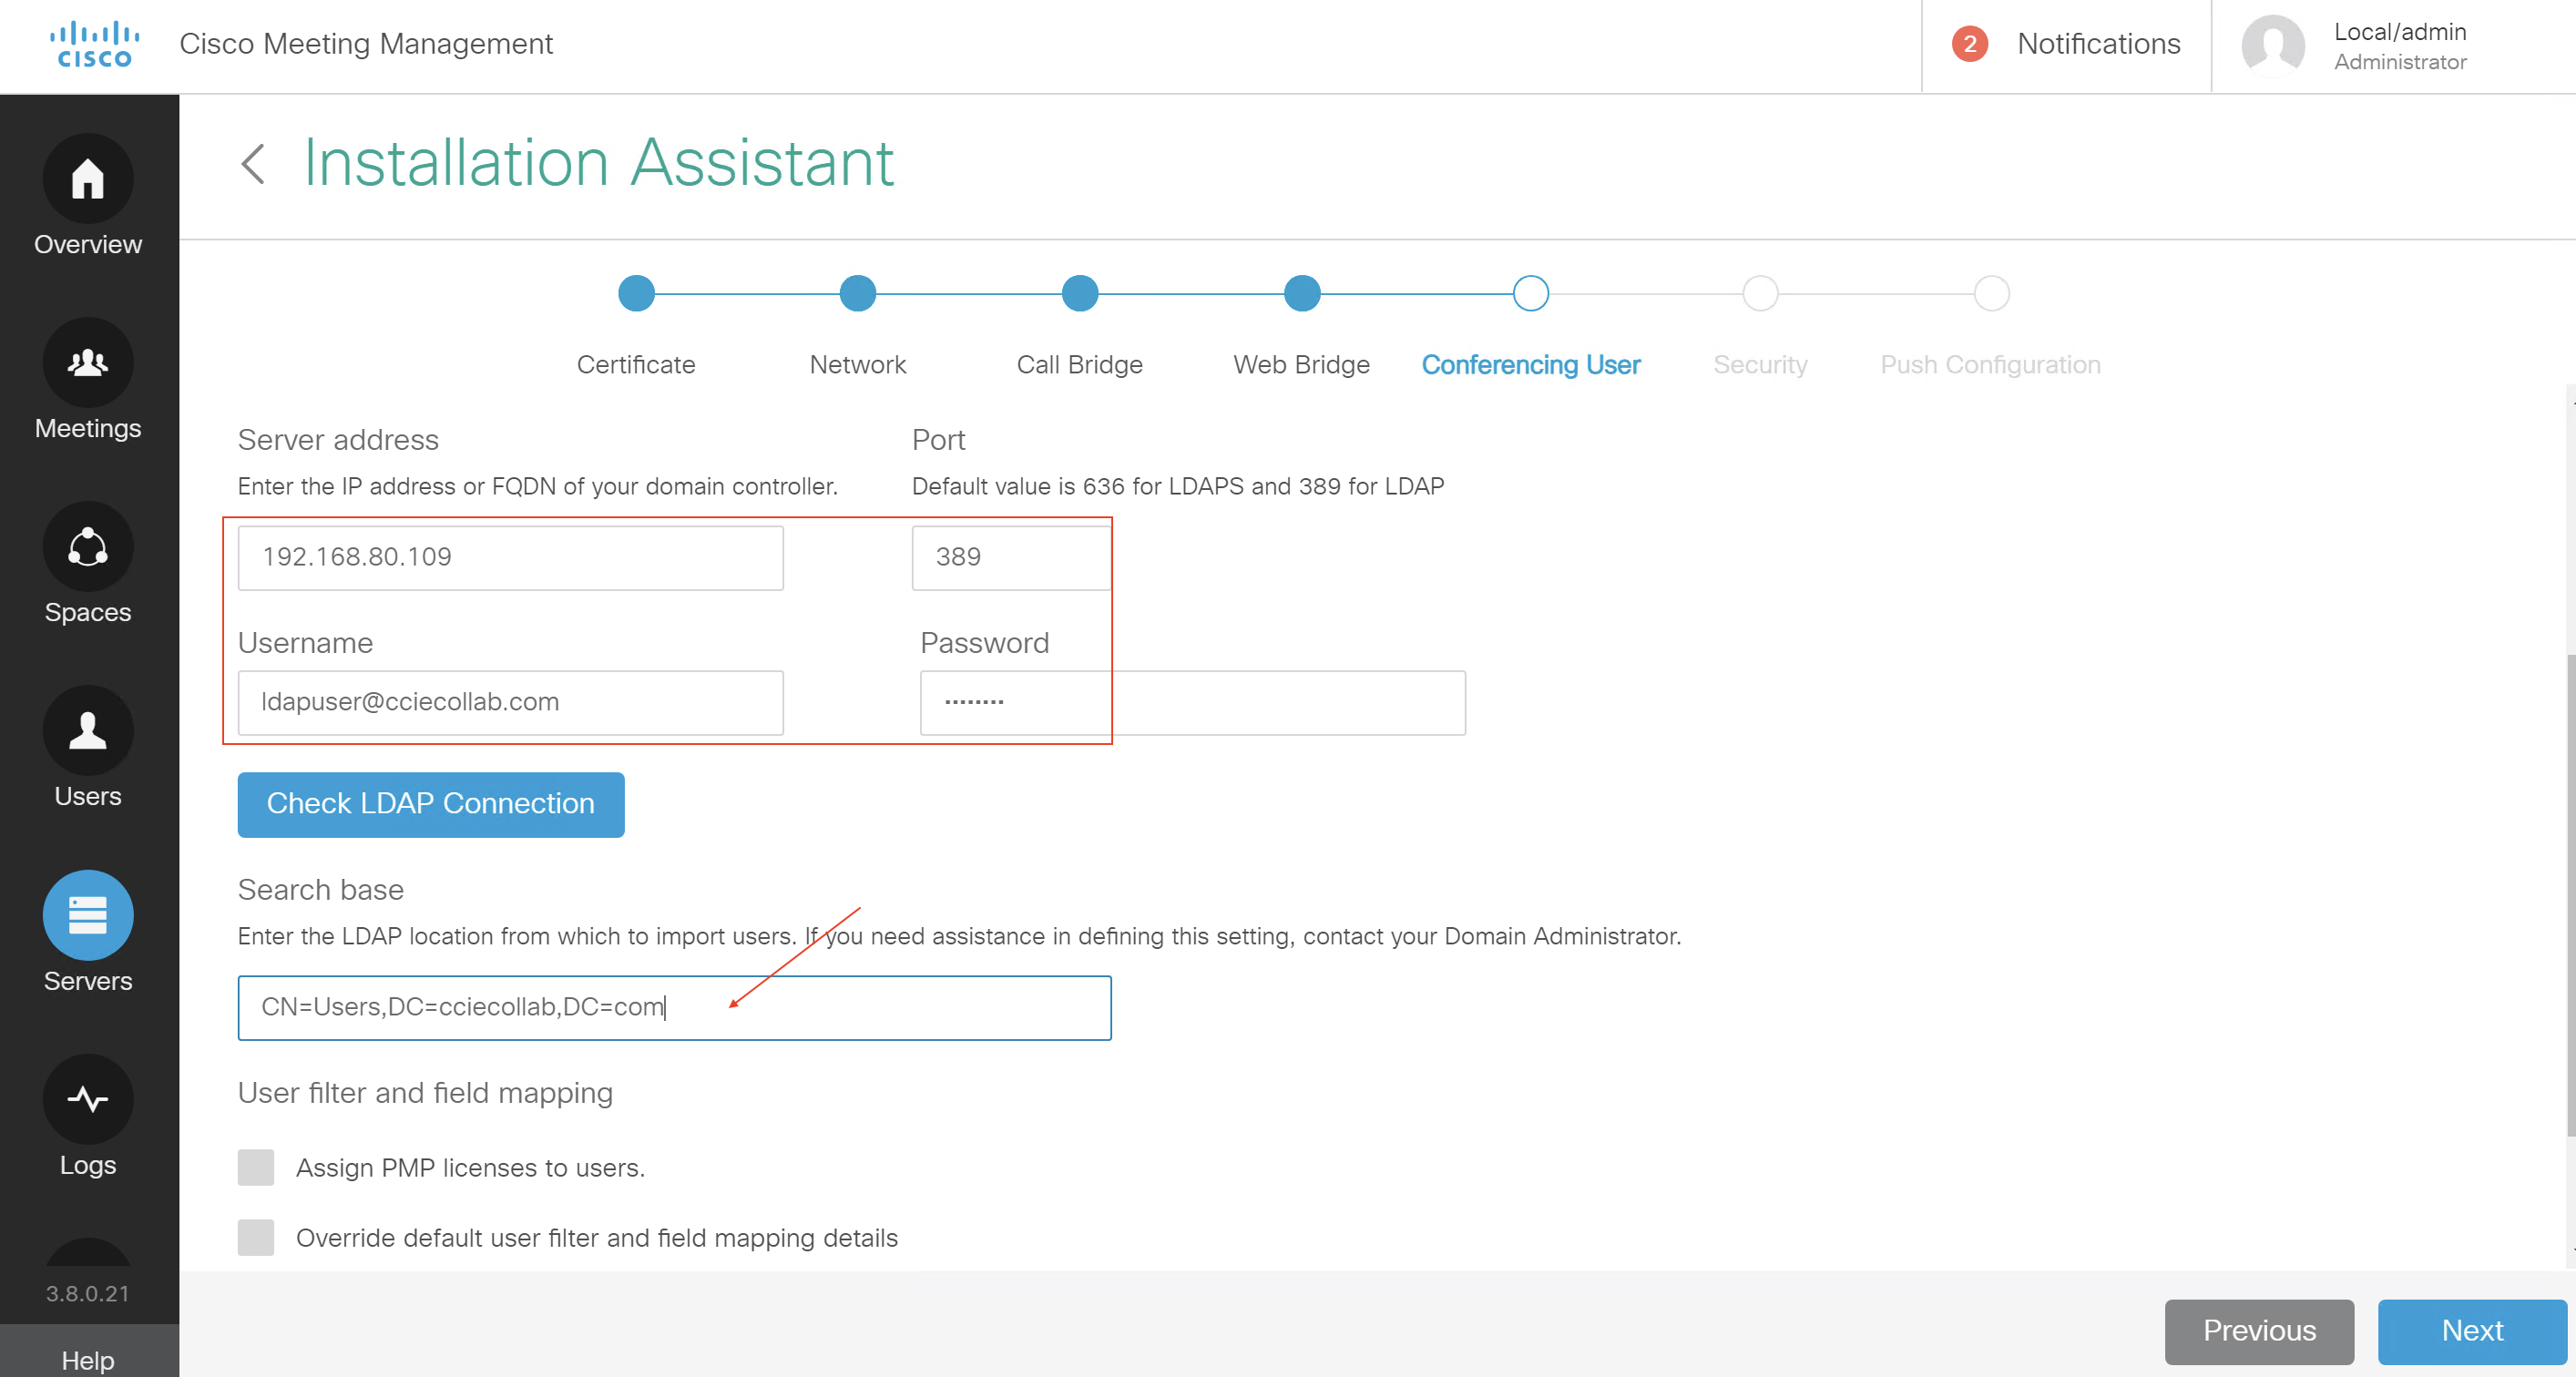 CISCO
Cisco Meeting Management
2 Notifications
Local/admin
Administrator
Overview
Meetings
Spaces
Users
Servers
Logs
3.8.0.21
Help
Installation Assistant
Certificate Network Call Bridge Web Bridge Conferencing User Security Push Configuration
Server address Port
Enter the IP address or FQDN of your domain controller. Default value is 636 for LDAPS and 389 for LDAP
192.168.80.109 389
Username Password
ldapuser@cciecollab.com ········
Check LDAP Connection
Search base
Enter the LDAP location from which to import users. If you need assistance in defining this setting, contact your Domain Administrator.
CN=Users,DC=cciecollab,DC=com
User filter and field mapping
Assign PMP licenses to users.
Override default user filter and field mapping details
Previous Next